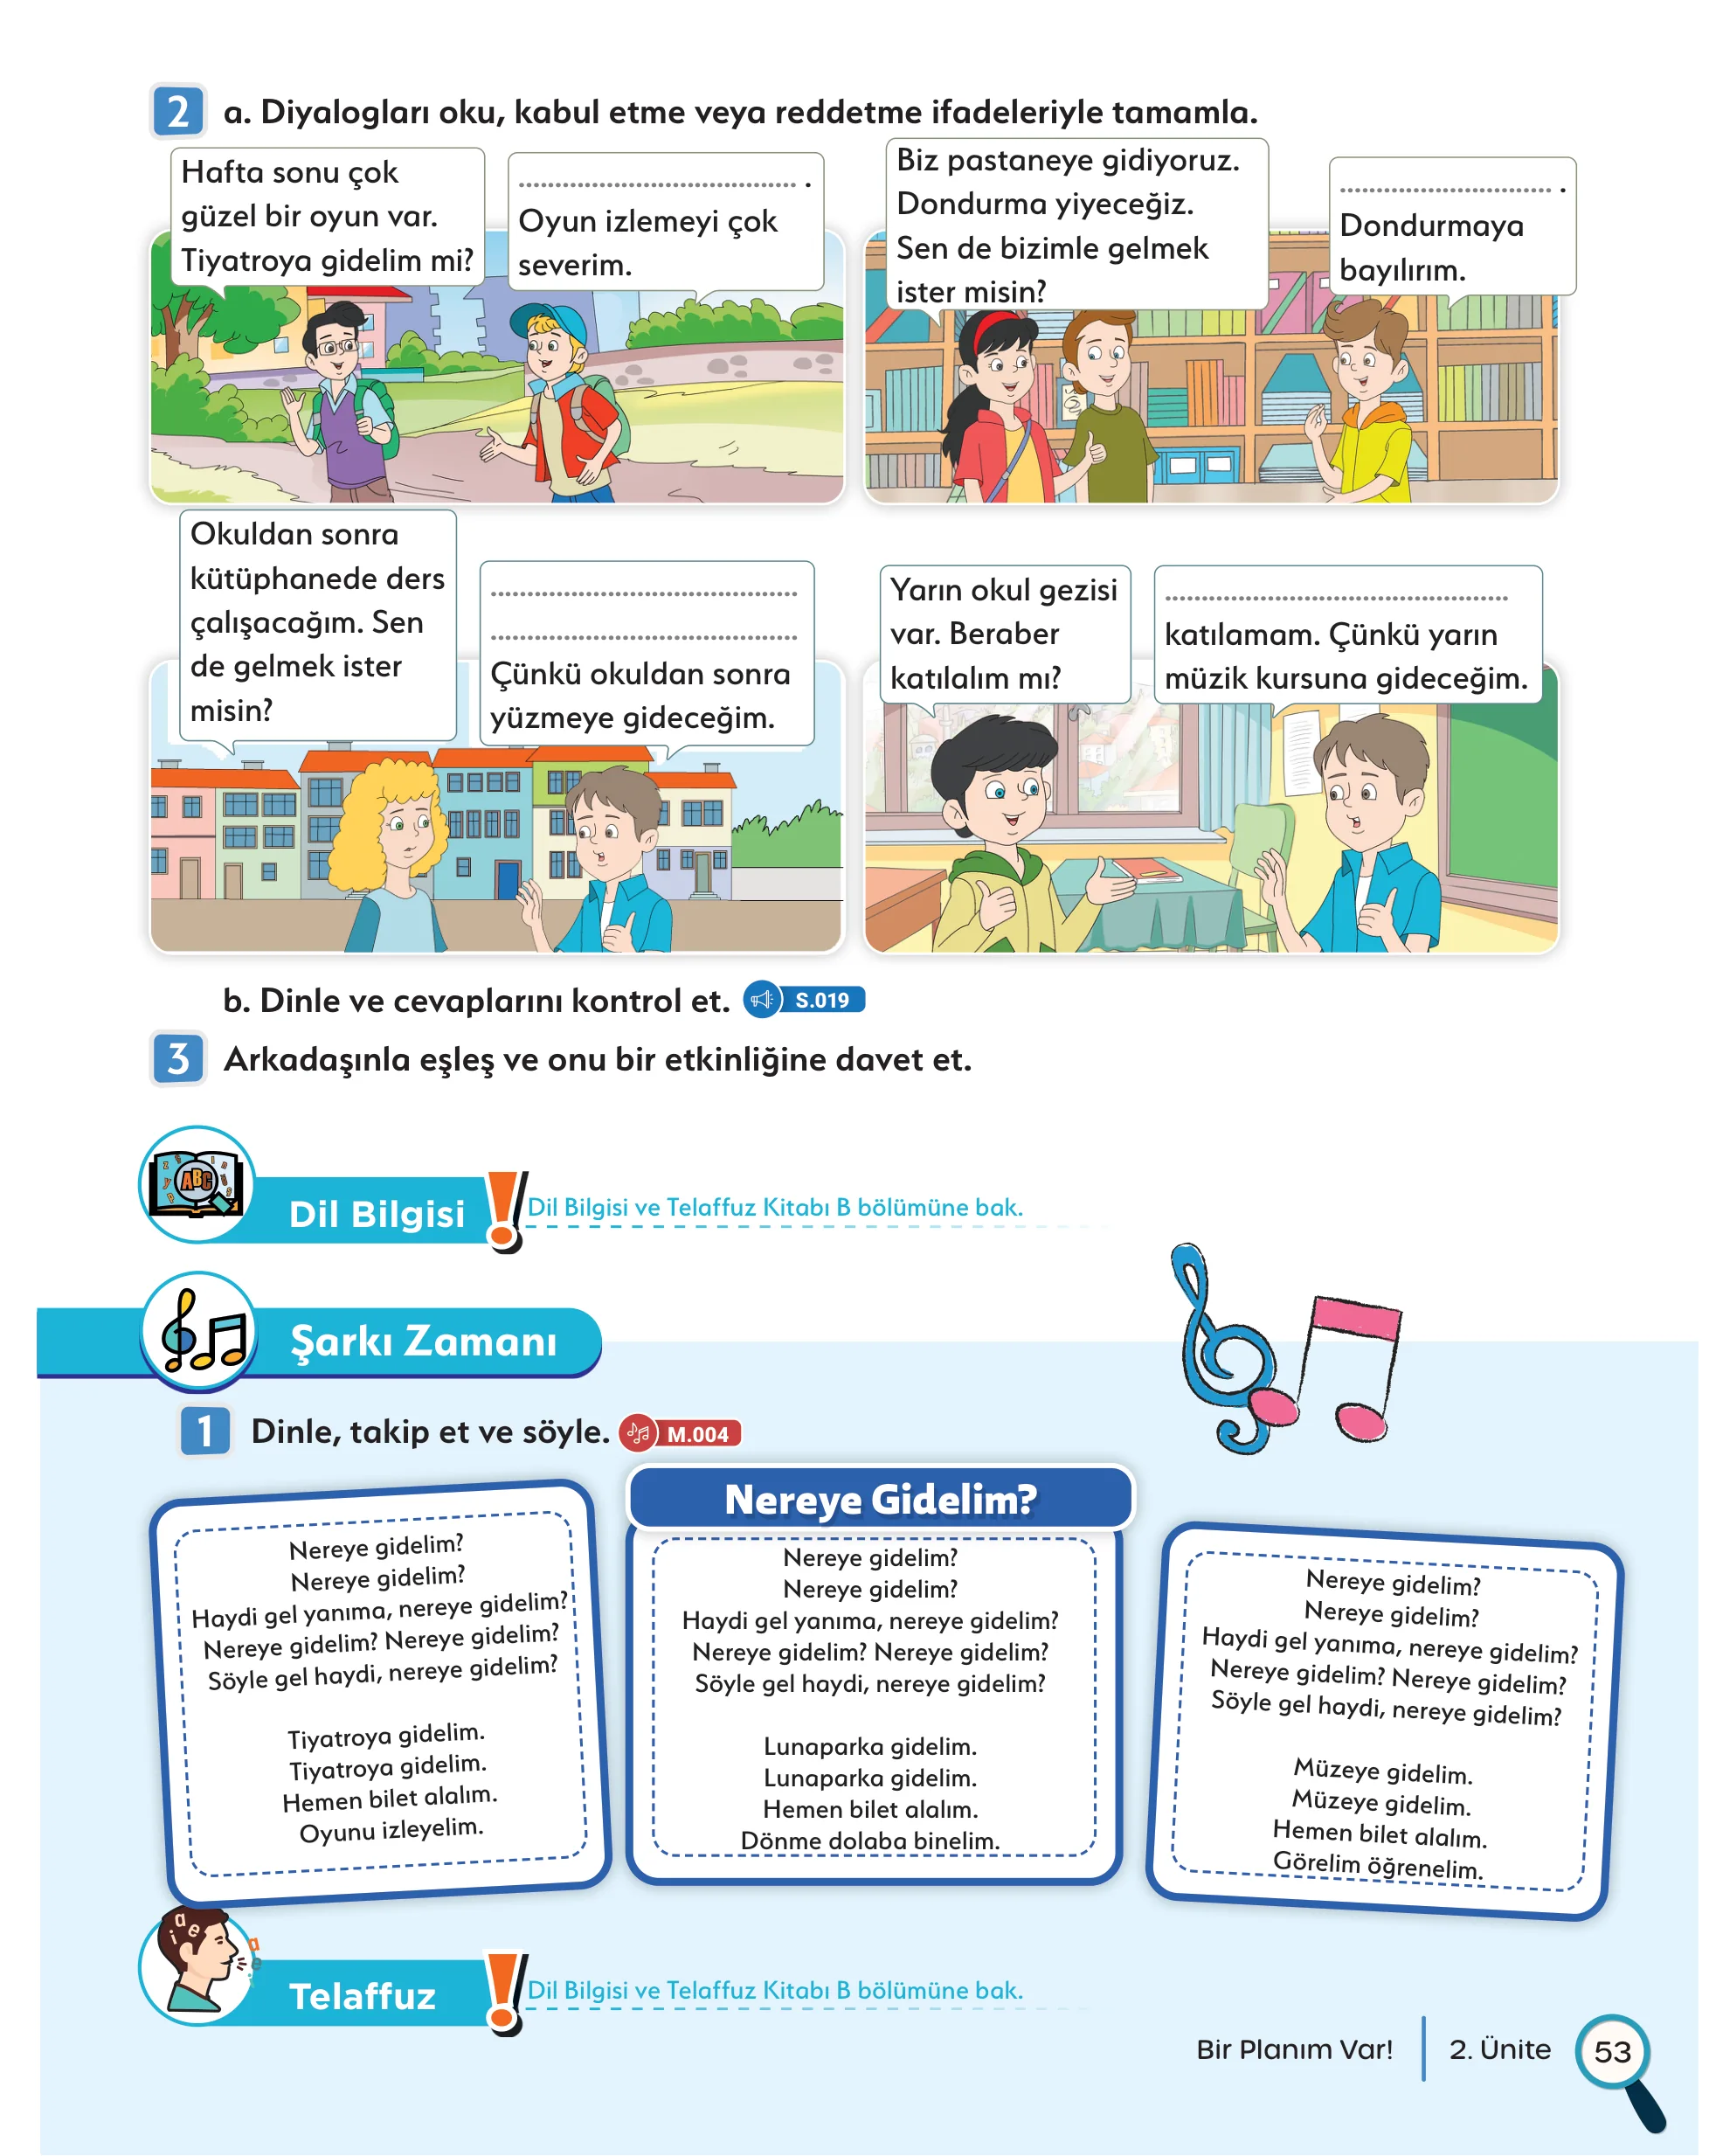 2 a. Diyalogları oku, kabul etme veya reddetme ifadeleriyle tamamla.
Hafta sonu çok
güzel bir oyun var.
Tiyatroya gidelim mi?
................................................ .
Oyun izlemeyi çok
severim.
Biz pastaneye gidiyoruz.
Dondurma yiyeceğiz.
Sen de bizimle gelmek
ister misin?
..................................... .
Dondurmaya
bayılırım.
Okuldan sonra
kütüphanede ders
çalışacağım. Sen
de gelmek ister
misin?
.....................................................
.....................................................
Çünkü okuldan sonra
yüzmeye gideceğim.
Yarın okul gezisi
var. Beraber
katılalım mı?
...........................................................
katılamam. Çünkü yarın
müzik kursuna gideceğim.
b. Dinle ve cevaplarını kontrol et. S.019
3 Arkadaşınla eşleş ve onu bir etkinliğine davet et.
ABC
Dil Bilgisi
Dil Bilgisi ve Telaffuz Kitabı B bölümüne bak.
Şarkı Zamanı
1 Dinle, takip et ve söyle. M.004
Nereye Gidelim?
Nereye gidelim?
Nereye gidelim?
Haydi gel yanıma, nereye gidelim?
Nereye gidelim? Nereye gidelim?
Söyle gel haydi, nereye gidelim?
Tiyatroya gidelim.
Tiyatroya gidelim.
Hemen bilet alalım.
Oyunu izleyelim.
Nereye gidelim?
Nereye gidelim?
Haydi gel yanıma, nereye gidelim?
Nereye gidelim? Nereye gidelim?
Söyle gel haydi, nereye gidelim?
Lunaparka gidelim.
Lunaparka gidelim.
Hemen bilet alalım.
Dönme dolaba binelim.
Nereye gidelim?
Nereye gidelim?
Haydi gel yanıma, nereye gidelim?
Nereye gidelim? Nereye gidelim?
Söyle gel haydi, nereye gidelim?
Müzeye gidelim.
Müzeye gidelim.
Hemen bilet alalım.
Görelim öğrenelim.
Telaffuz
Dil Bilgisi ve Telaffuz Kitabı B bölümüne bak.
Bir Planım Var! 2. Ünite 53